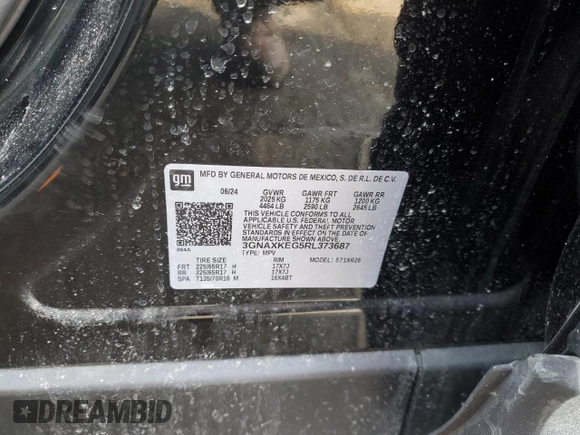 gm MFD BY GENERAL MOTORS DE MEXICO, S. DE R.L. DE C.V.
06/24 GVWR GAWR FRT GAWR RR
2025 KG 1175 KG 1200 KG
4464 LB 2590 LB 2645 LB
THIS VEHICLE CONFORMS TO ALL
APPLICABLE U.S. FEDERAL MOTOR
VEHICLE SAFETY AND THEFT PREVENTION
STANDARDS IN EFFECT ON THE DATE OF
MANUFACTURE SHOWN ABOVE.
3GNAXKEG5RL373687
TYPE: MPV
TIRE SIZE RIM MODEL: S71XR26
FRT 225/65R17 H 17X7J
RR 225/65R17 H 17X7J
SPA T135/70R16 M 16X4BT
DREAMBID